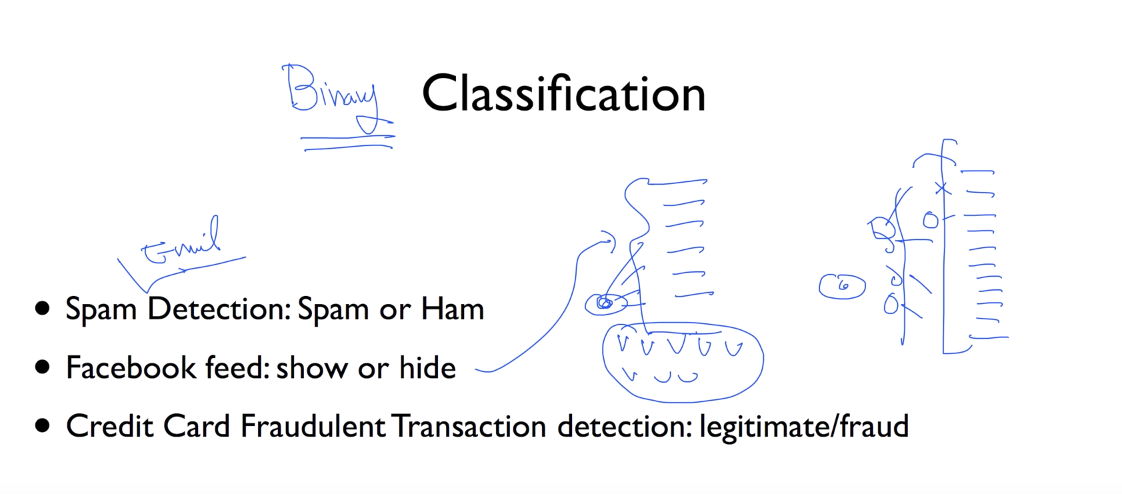 Binary Classification
Email
• Spam Detection: Spam or Ham
• Facebook feed: show or hide
• Credit Card Fraudulent Transaction detection: legitimate/fraud